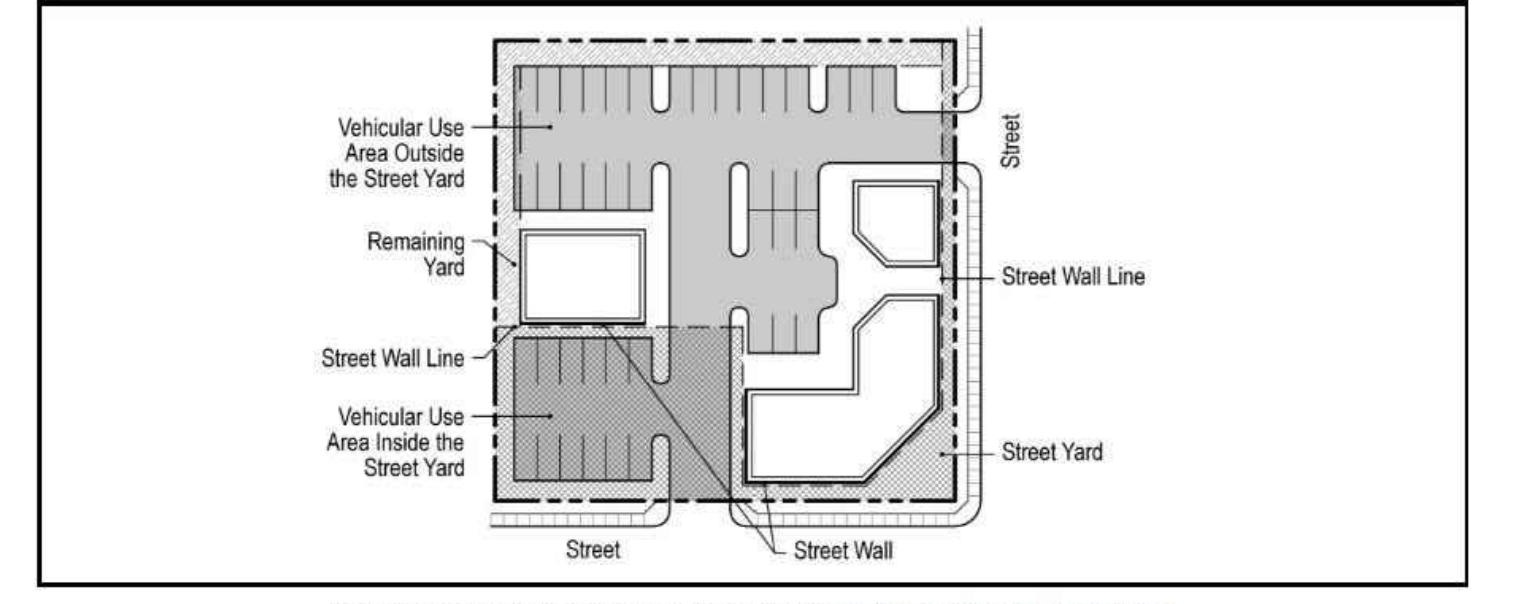 Vehicular Use
Area Outside
the Street Yard
Street
Remaining
Yard
Street Wall Line
Street Wall Line
Vehicular Use
Area Inside the
Street Yard
Street Yard
Street
Street Wall